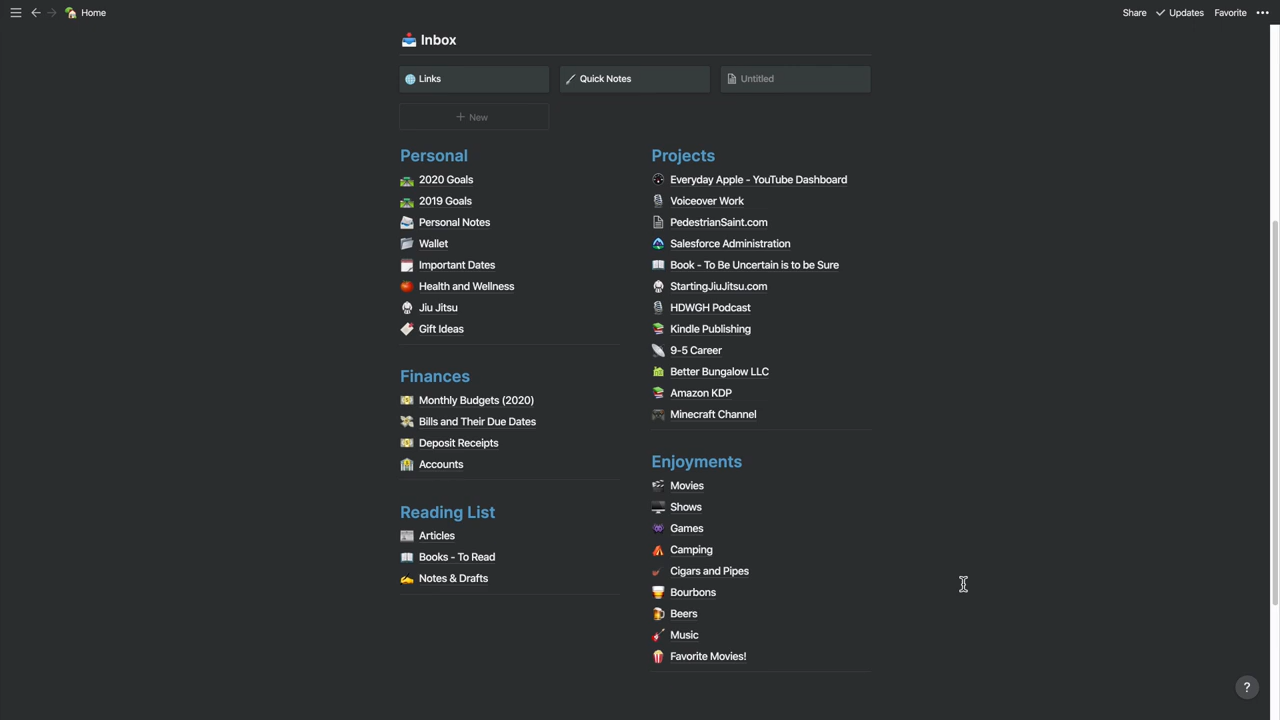 Home
Share
Updates
Favorite
Inbox
Links
Quick Notes
Untitled
New
Personal
2020 Goals
2019 Goals
Personal Notes
Wallet
Important Dates
Health and Wellness
Jiu Jitsu
Gift Ideas
Finances
Monthly Budgets (2020)
Bills and Their Due Dates
Deposit Receipts
Accounts
Reading List
Articles
Books - To Read
Notes & Drafts
Projects
Everyday Apple - YouTube Dashboard
Voiceover Work
PedestrianSaint.com
Salesforce Administration
Book - To Be Uncertain is to be Sure
StartingJiuJitsu.com
HDWGH Podcast
Kindle Publishing
9-5 Career
Better Bungalow LLC
Amazon KDP
Minecraft Channel
Enjoyments
Movies
Shows
Games
Camping
Cigars and Pipes
Bourbons
Beers
Music
Favorite Movies!
?